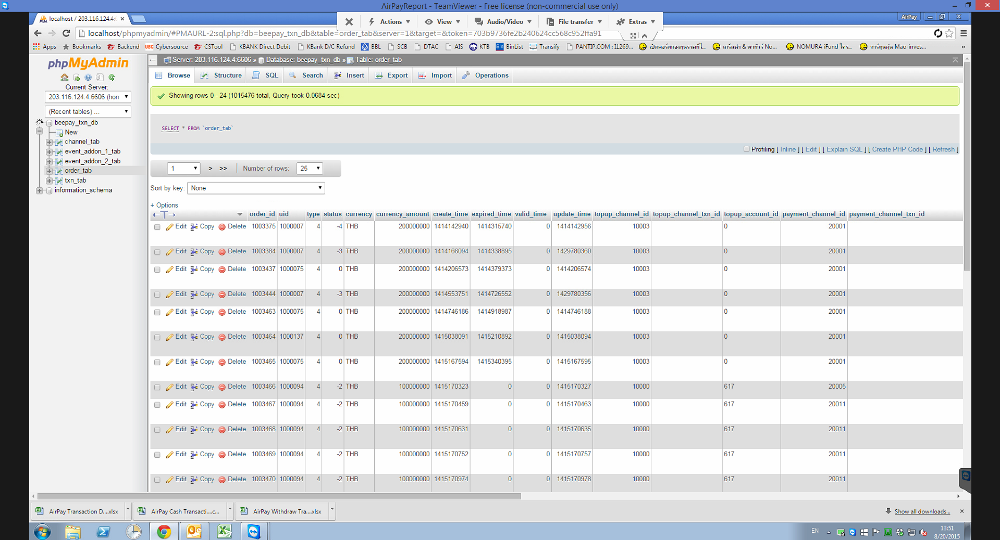 AirPayReport - TeamViewer - Free license (non-commercial use only)
localhost / 203.116.124.4:
Actions View Audio/Video File transfer Extras
AirPay
localhost/phpmyadmin/#PMAURL-2:sql.php?db=beepay_txn_db&table=order_tab&server=1&target=&token=703b9736fe2b240624cc568c952ffa91
Apps Bookmarks Backend UBC Cybersource CSTool KBANK Direct Debit KBank D/C Refund BBL SCB DTAC AIS KTB BIn BinList Transify PANTIP.COM : I1269... เปิดพอร์ตกองทุนรวมที่ไ... เกริ่นนำ & พาทัวร์ No... NOMURA iFund ใคร... การ์ตูนหุ้น Mao-inves... »
phpMyAdmin
Current Server:
203.116.124.4:6606 (hon
(Recent tables) ...
beepay_txn_db
New
channel_tab
event_addon_1_tab
event_addon_2_tab
order_tab
txn_tab
information_schema
Server: 203.116.124.4:6606 » Database: beepay_txn_db » Table: order_tab
Browse Structure SQL Search Insert Export Import Operations
Showing rows 0 - 24 (1015476 total, Query took 0.0684 sec)
SELECT * FROM `order_tab`
Profiling [ Inline ] [ Edit ] [ Explain SQL ] [ Create PHP Code ] [ Refresh ]
1 > >> Number of rows: 25
Sort by key: None
+ Options
←T→ order_id uid type status currency currency_amount create_time expired_time valid_time update_time topup_channel_id topup_channel_txn_id topup_account_id payment_channel_id payment_channel_txn_id
Edit Copy Delete 1003375 1000007 4 -4 THB 200000000 1414142940 1414315740 0 1414142956 10003 0 20001
Edit Copy Delete 1003384 1000007 4 -3 THB 200000000 1414166094 1414338895 0 1429780360 10003 0 20001
Edit Copy Delete 1003437 1000075 4 0 THB 200000000 1414206573 1414379373 0 1414206574 10003 0 20001
Edit Copy Delete 1003444 1000007 4 -3 THB 200000000 1414553751 1414726552 0 1429780356 10003 0 20001
Edit Copy Delete 1003463 1000075 4 0 THB 200000000 1414746186 1414918987 0 1414746188 10003 0 20001
Edit Copy Delete 1003464 1000137 4 0 THB 200000000 1415038091 1415210892 0 1415038094 10003 0 20001
Edit Copy Delete 1003465 1000075 4 0 THB 200000000 1415167594 1415340395 0 1415167595 10003 0 20001
Edit Copy Delete 1003466 1000094 4 -2 THB 100000000 1415170323 0 0 1415170327 10000 617 20005
Edit Copy Delete 1003467 1000094 4 -2 THB 100000000 1415170459 0 0 1415170463 10000 617 20011
Edit Copy Delete 1003468 1000094 4 -2 THB 100000000 1415170631 0 0 1415170635 10000 617 20011
Edit Copy Delete 1003469 1000094 4 -2 THB 100000000 1415170752 0 0 1415170757 10000 617 20011
Edit Copy Delete 1003470 1000094 4 -2 THB 100000000 1415170974 0 0 1415170978 10000 617 20011
AirPay Transaction D....xlsx AirPay Cash Transacti....c... AirPay Withdraw Tra....xlsx Show all downloads...
EN 13:51
8/20/2015